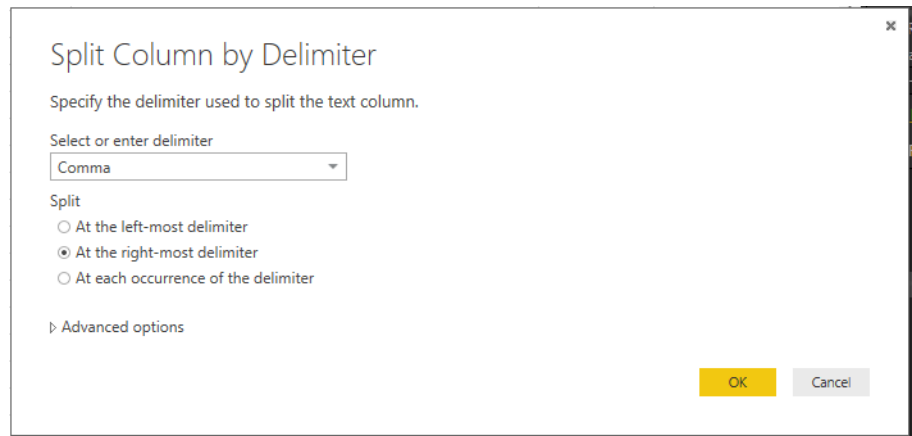 Split Column by Delimiter
Specify the delimiter used to split the text column.
Select or enter delimiter
Comma
Split
At the left-most delimiter
At the right-most delimiter
At each occurrence of the delimiter
Advanced options
OK
Cancel